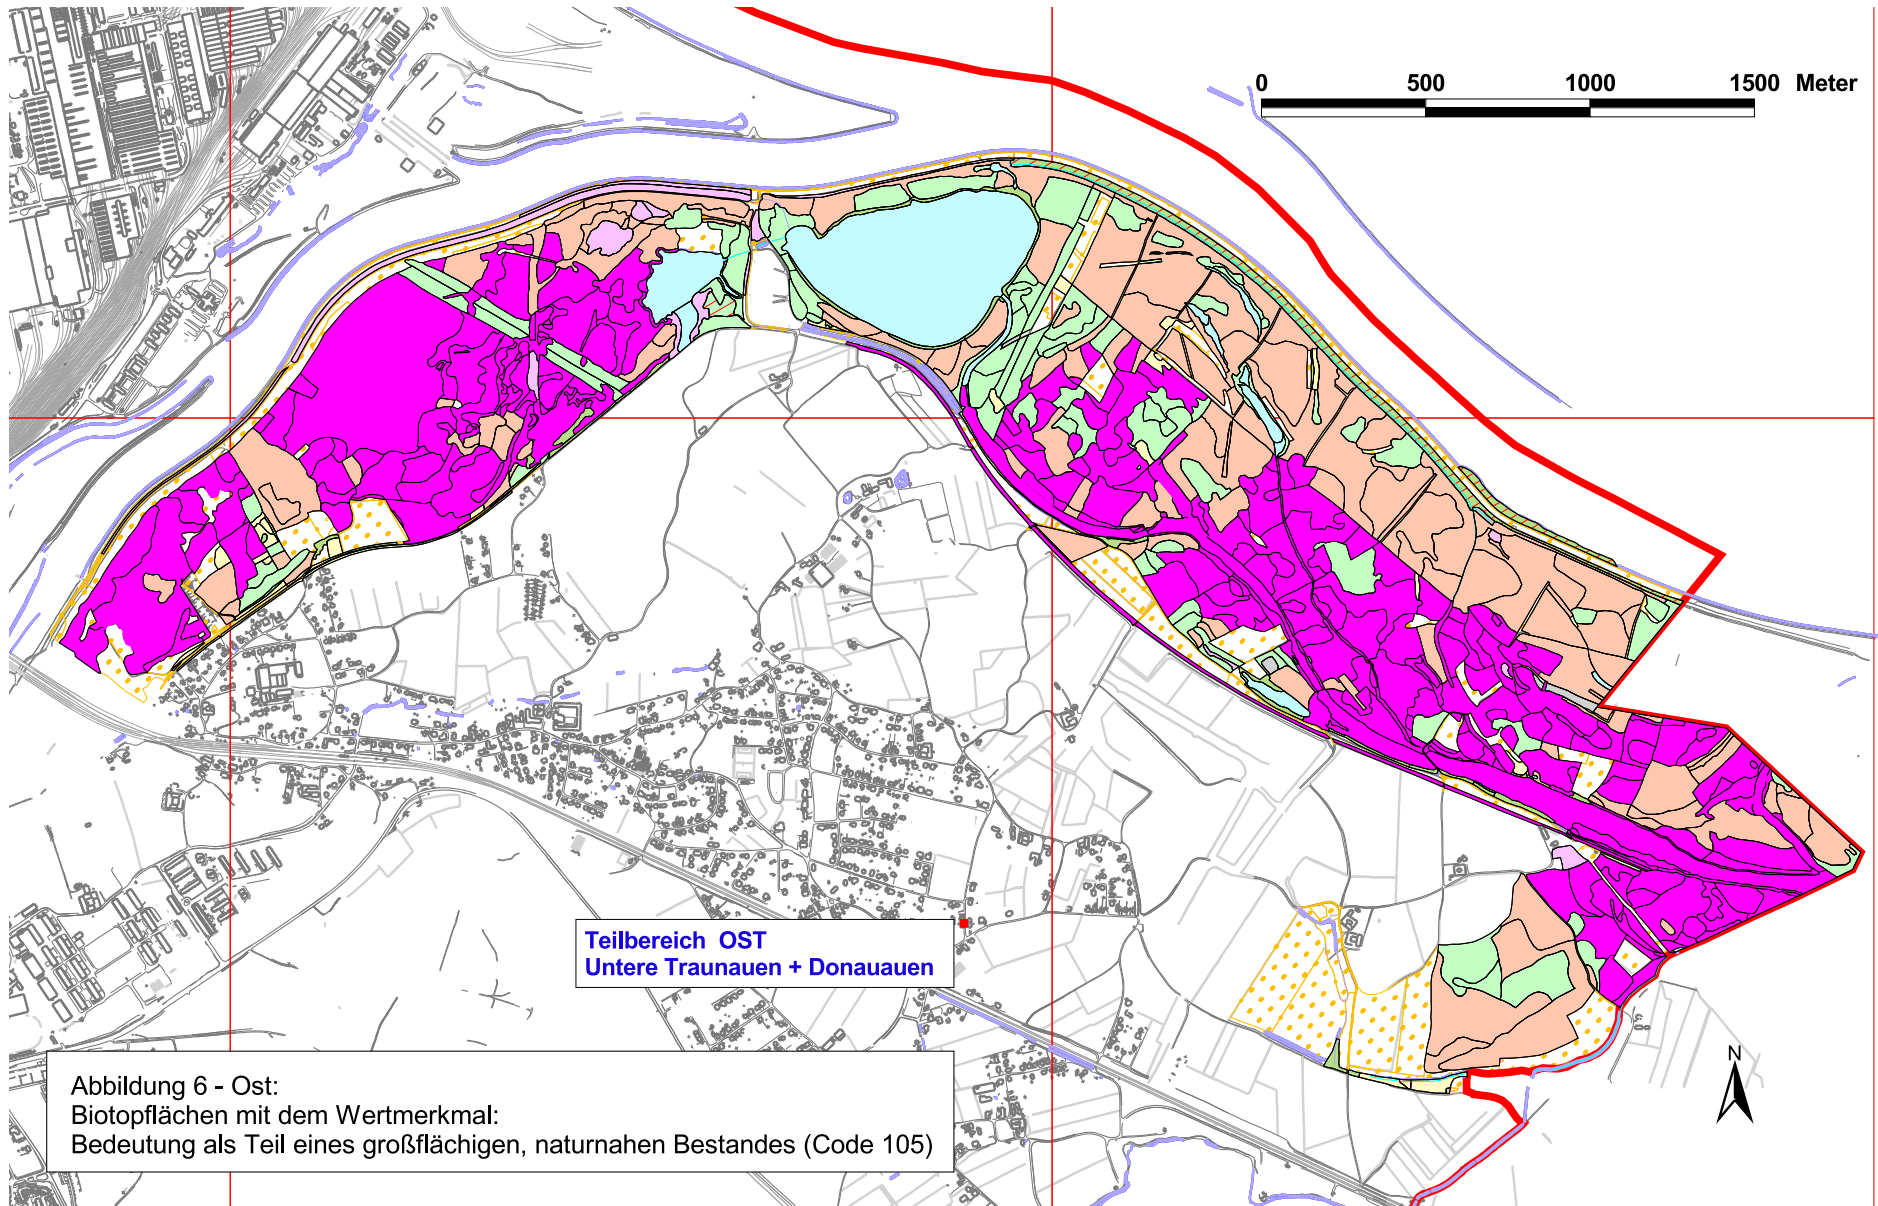 0 500 1000 1500 Meter
Teilbereich OST
Untere Traunauen + Donauauen
N
Abbildung 6 - Ost:
Biotopflächen mit dem Wertmerkmal:
Bedeutung als Teil eines großflächigen, naturnahen Bestandes (Code 105)